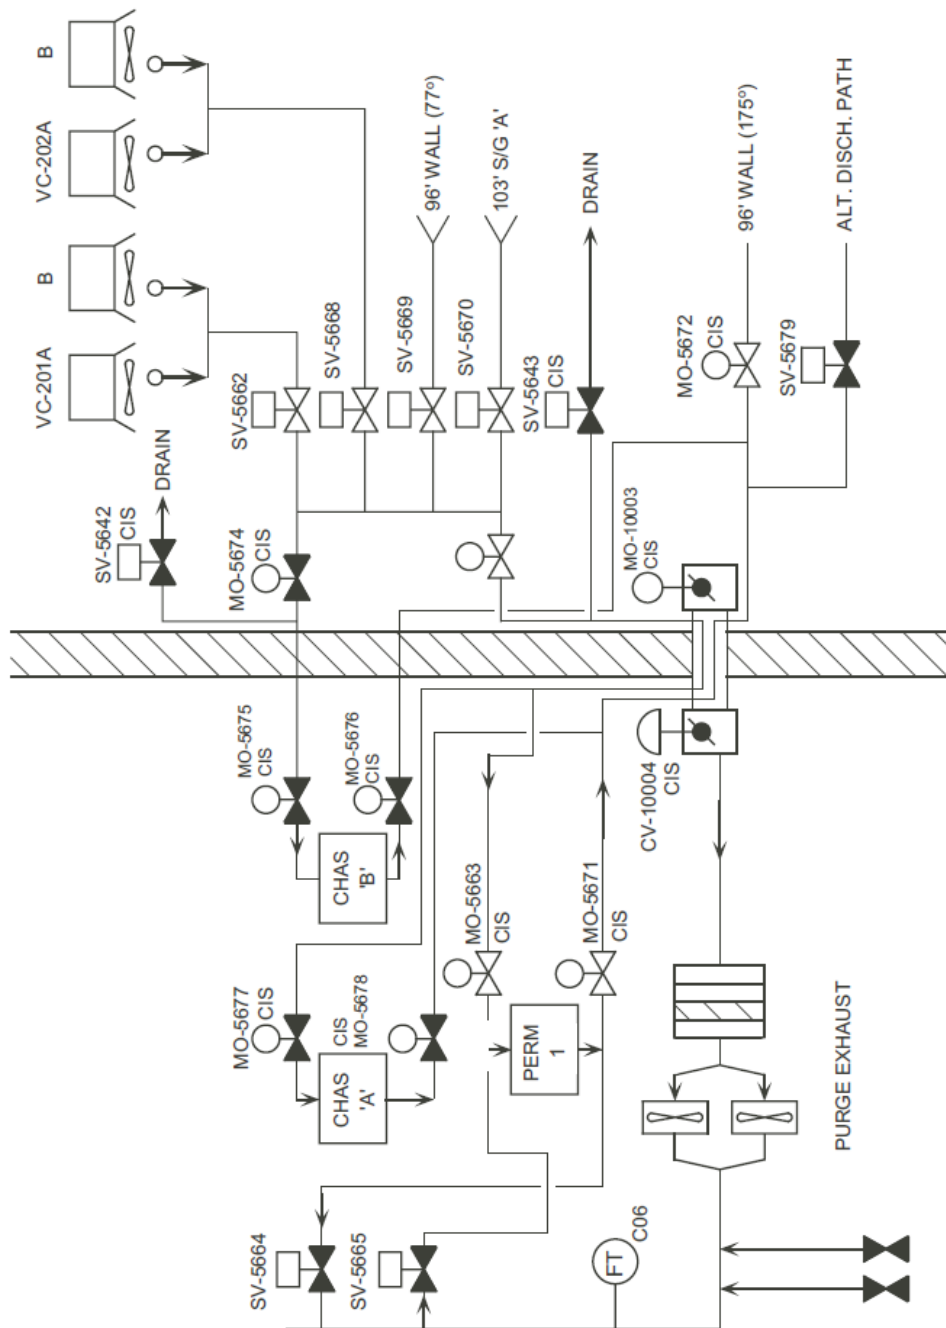 B
VC-202A
B
VC-201A
96' WALL (77º)
103' S/G 'A'
DRAIN
96' WALL (175º)
ALT. DISCH. PATH
SV-5662
SV-5668
SV-5669
SV-5670
SV-5643
CIS
MO-5672
CIS
SV-5679
DRAIN
SV-5642
CIS
MO-5674
CIS
MO-10003
CIS
MO-5675
CIS
MO-5676
CIS
CV-10004
CIS
CHAS
'B'
MO-5663
CIS
MO-5671
CIS
MO-5677
CIS
CIS
MO-5678
CHAS
'A'
PERM
1
PURGE EXHAUST
SV-5664
SV-5665
FT
C06